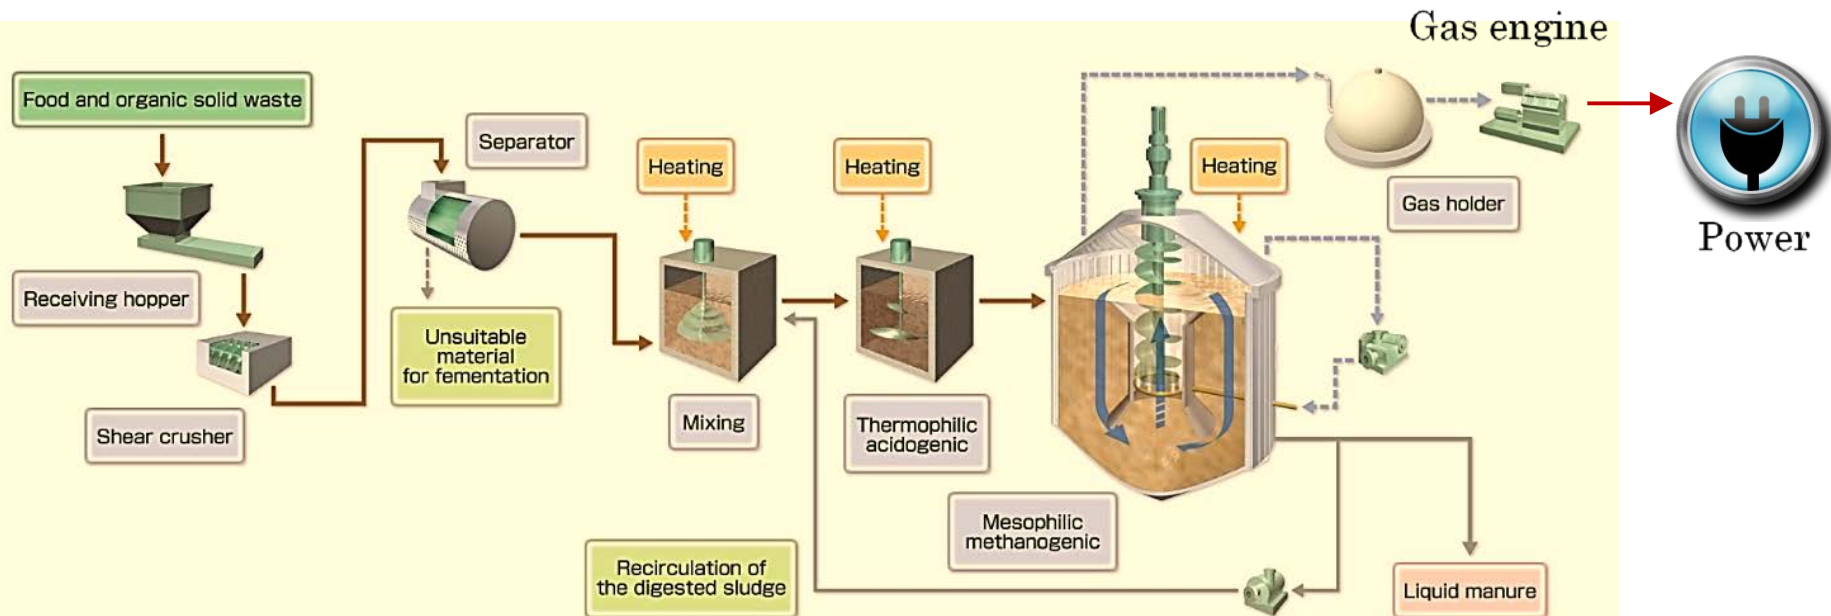 Gas engine
Food and organic solid waste
Separator
Heating
Heating
Heating
Gas holder
Power
Receiving hopper
Unsuitable
material
for fementation
Shear crusher
Mixing
Thermophilic
acidogenic
Mesophilic
methanogenic
Recirculation of
the digested sludge
Liquid manure